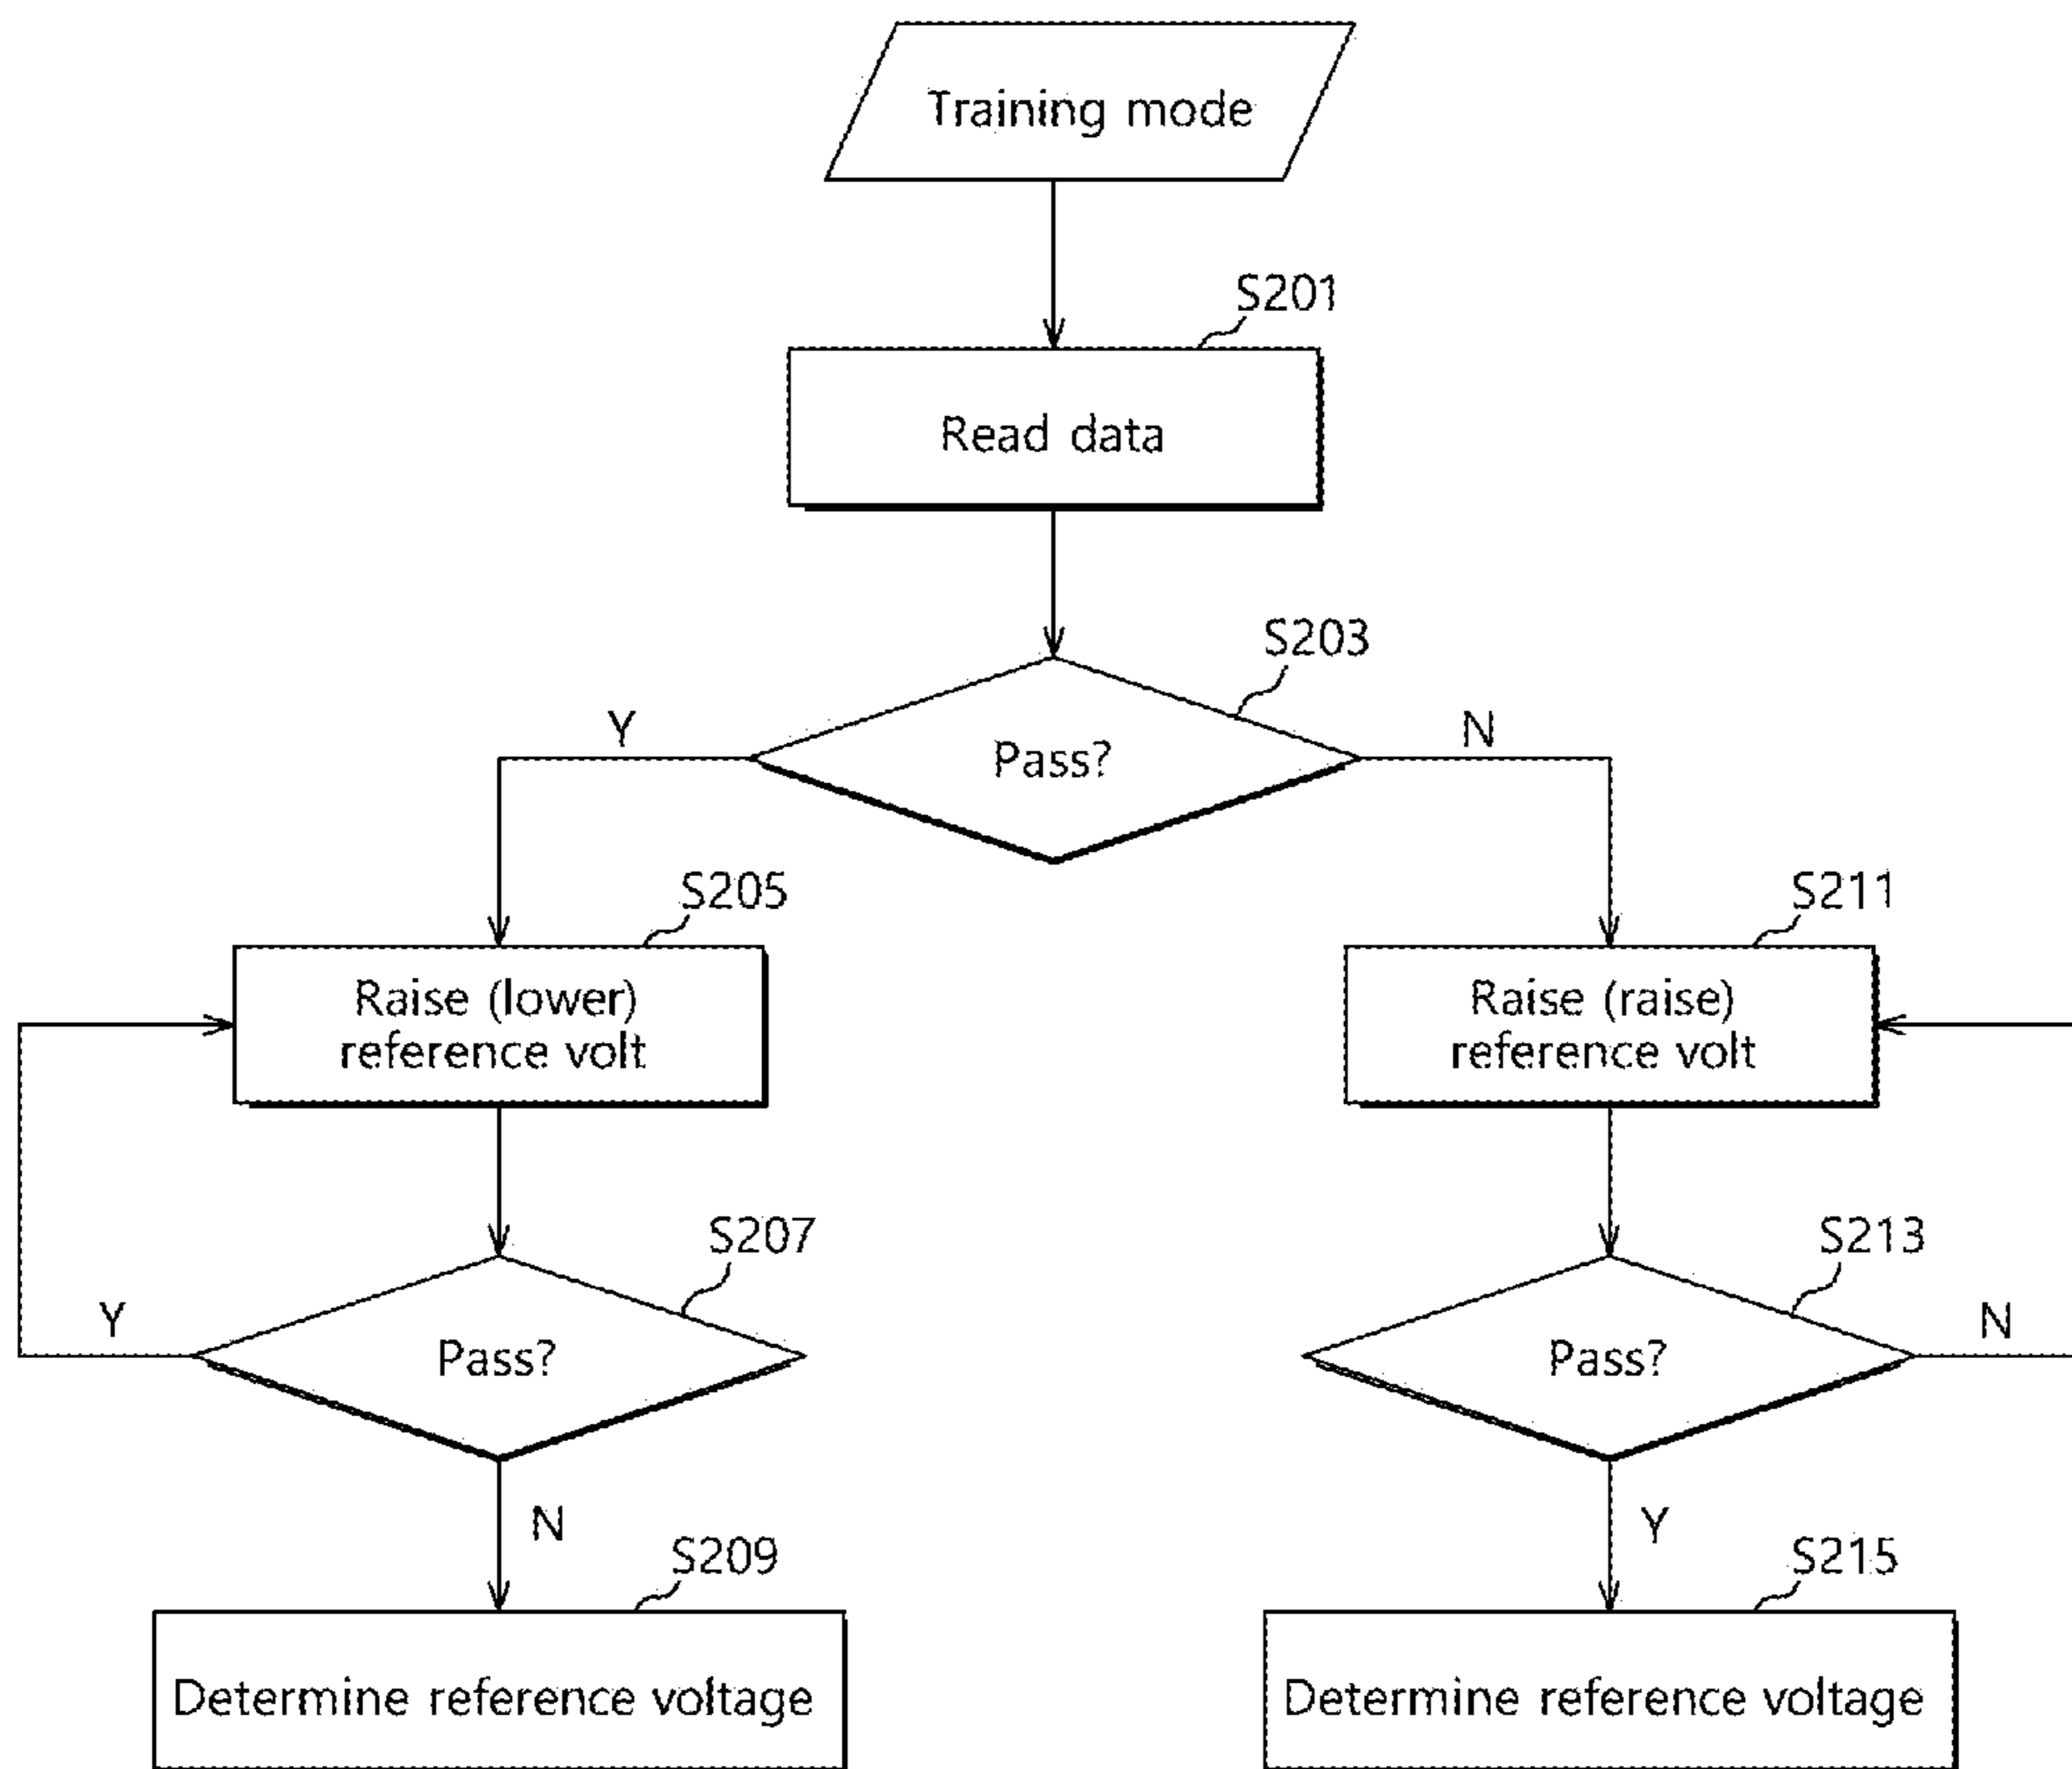 Training mode
S201
Read data
S203
Y
N
Pass?
S205
S211
Raise (lower)
reference volt
Raise (raise)
reference volt
S207
S213
Y
Pass?
Pass?
N
N
Y
S209
S215
Determine reference voltage
Determine reference voltage